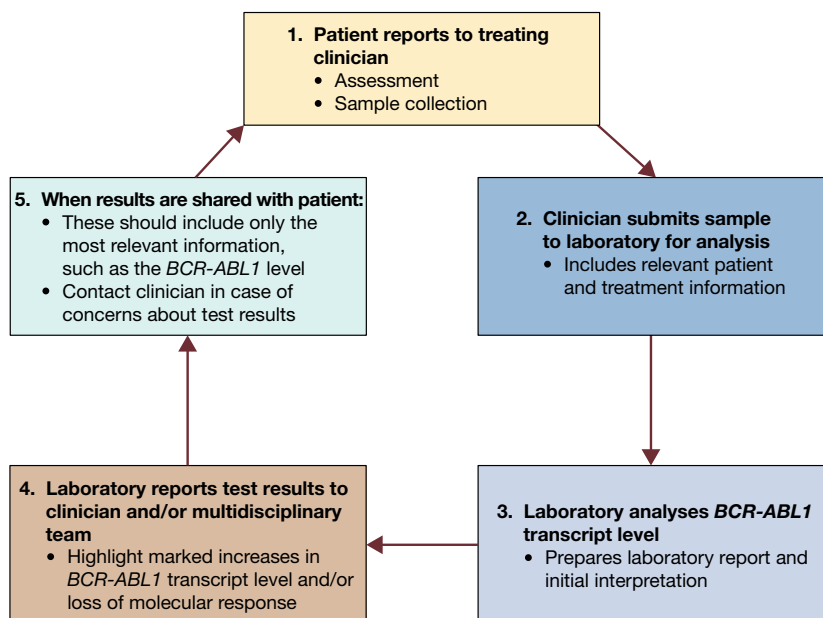 1. Patient reports to treating
clinician
• Assessment
• Sample collection
2. Clinician submits sample
to laboratory for analysis
• Includes relevant patient
and treatment information
3. Laboratory analyses BCR-ABL1
transcript level
• Prepares laboratory report and
initial interpretation
4. Laboratory reports test results to
clinician and/or multidisciplinary
team
• Highlight marked increases in
BCR-ABL1 transcript level and/or
loss of molecular response
5. When results are shared with patient:
• These should include only the
most relevant information,
such as the BCR-ABL1 level
• Contact clinician in case of
concerns about test results